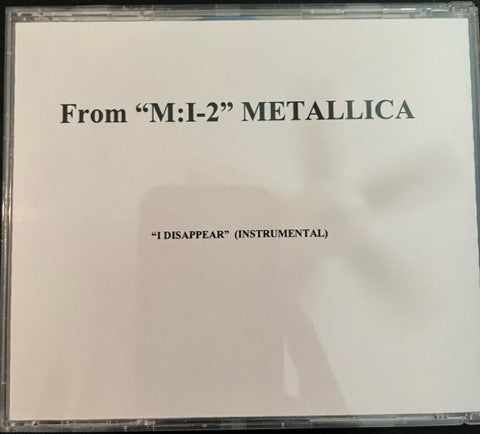 From “M:I-2” METALLICA
“I DISAPPEAR” (INSTRUMENTAL)